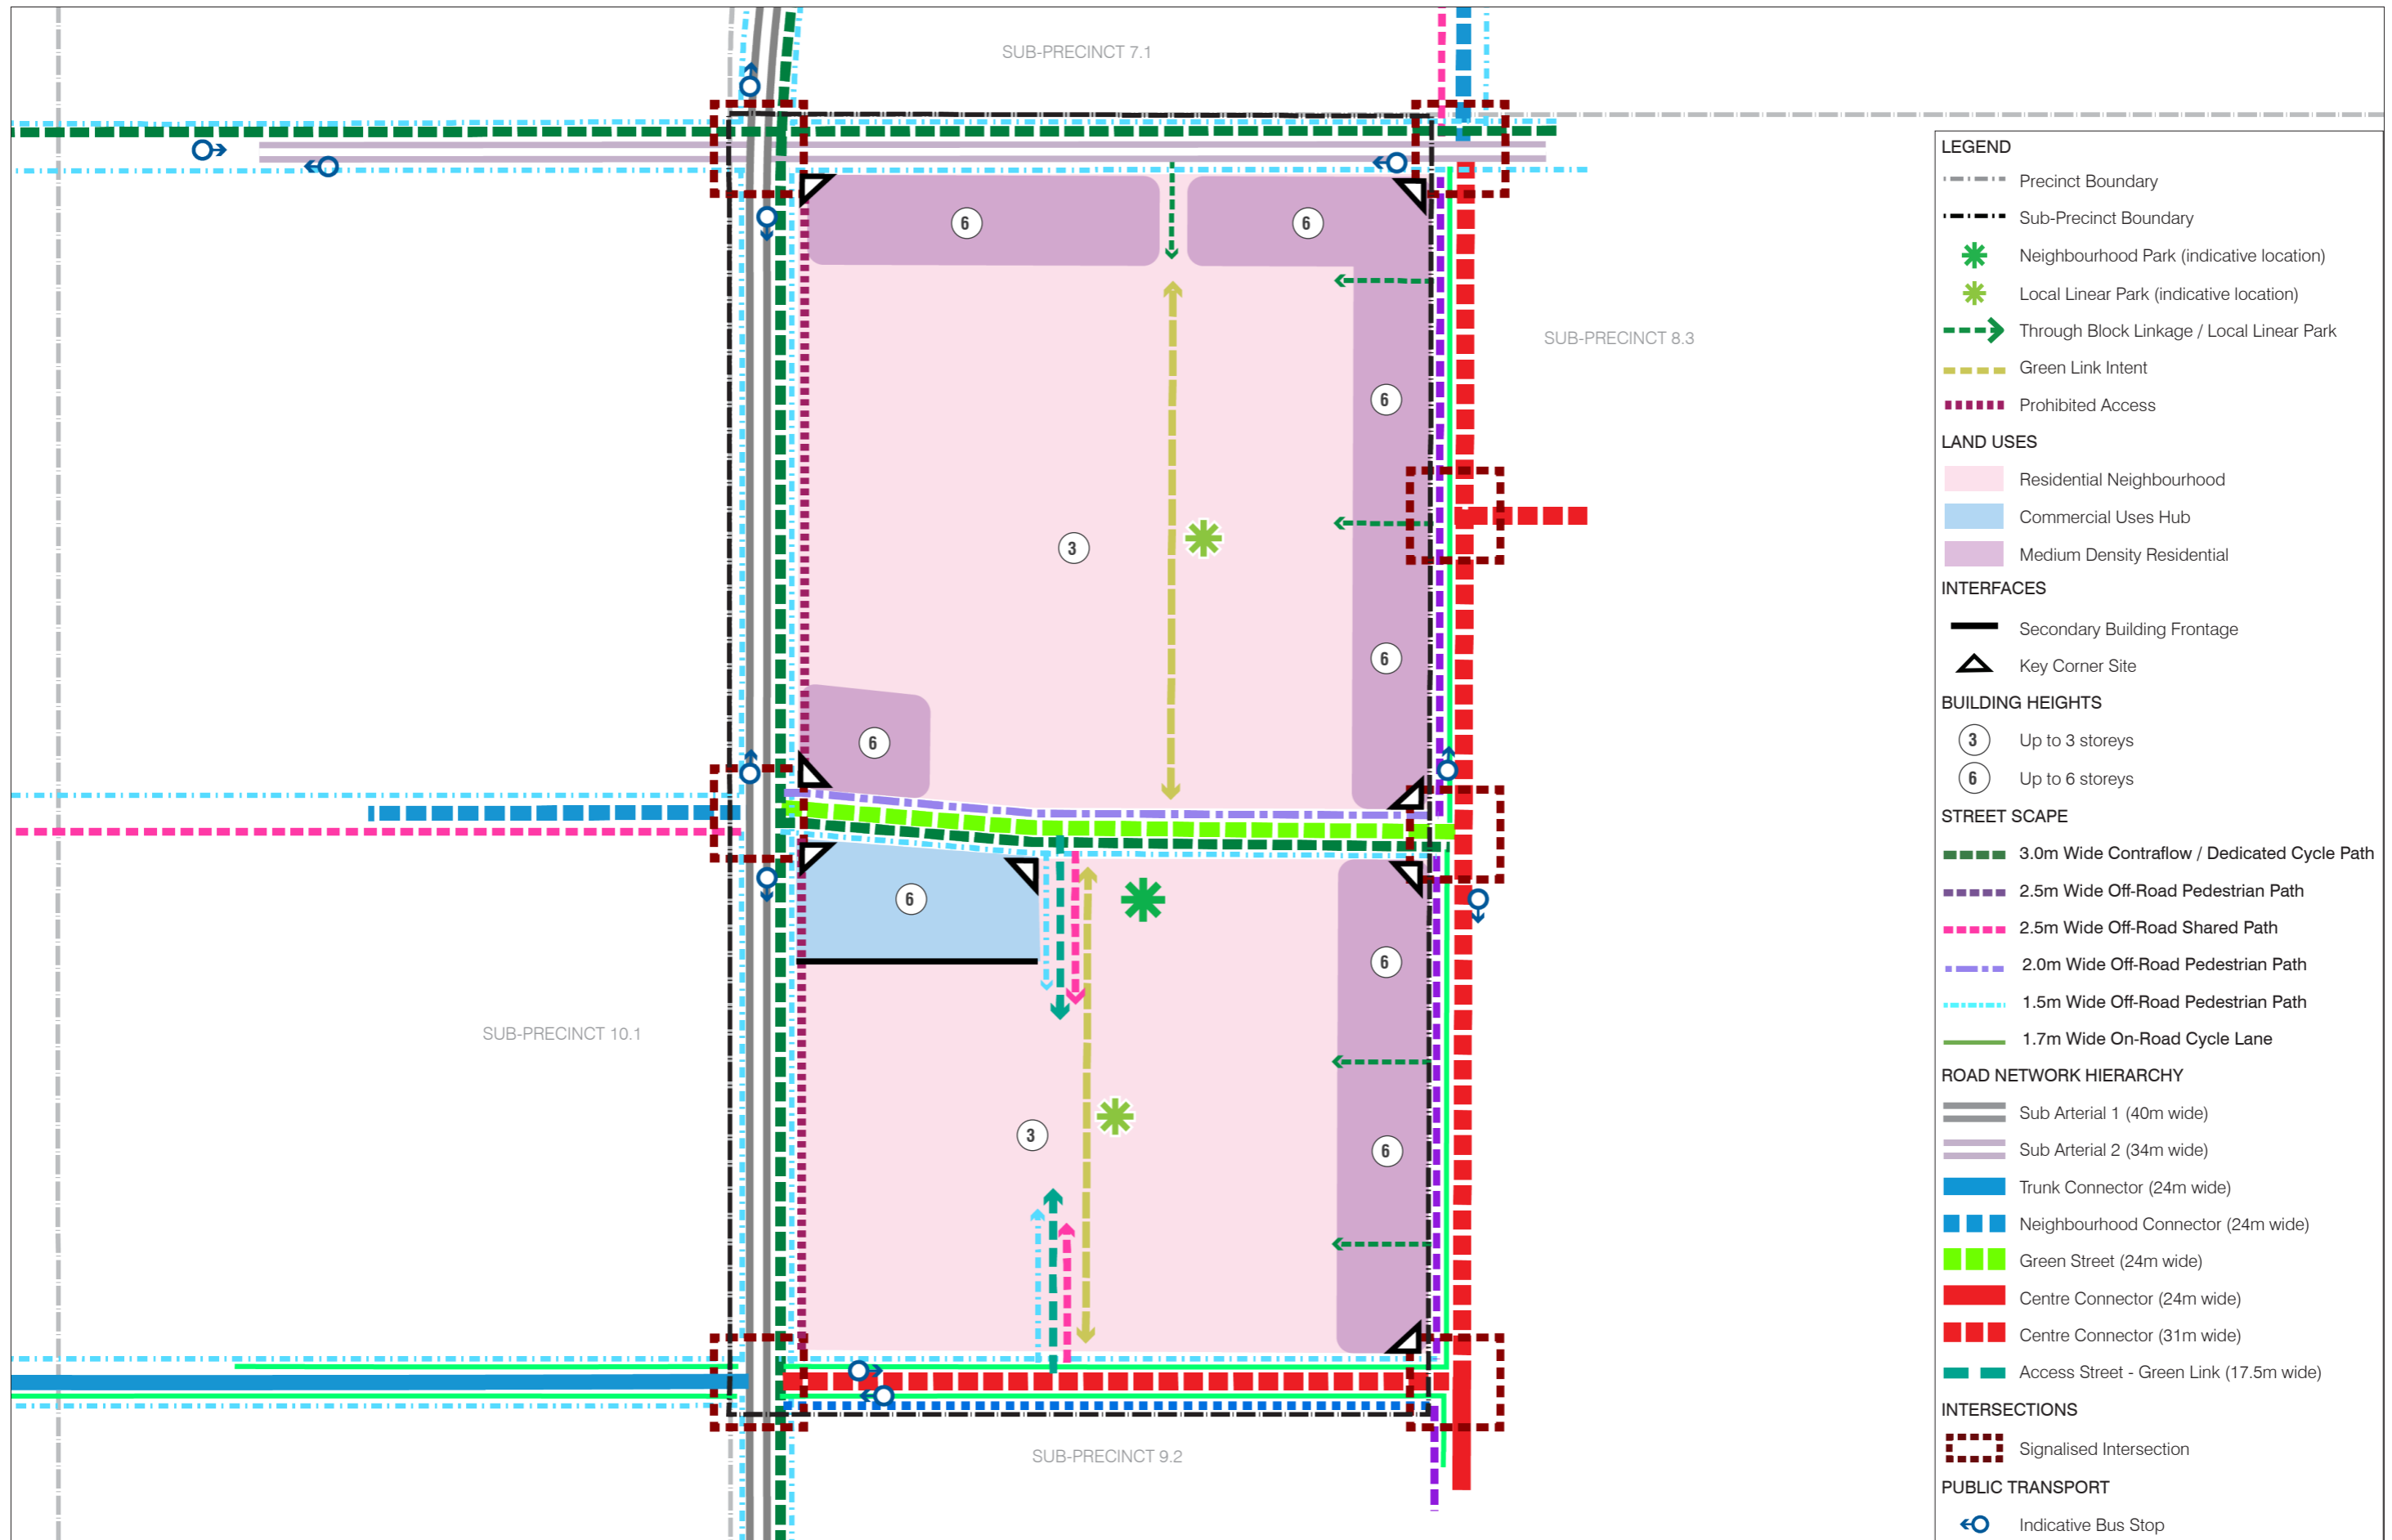 SUB-PRECINCT 7.1
6
6
SUB-PRECINCT 8.3
6
3
6
6
6
6
SUB-PRECINCT 10.1
3
6
SUB-PRECINCT 9.2
LEGEND
Precinct Boundary
Sub-Precinct Boundary
Neighbourhood Park (indicative location)
Local Linear Park (indicative location)
Through Block Linkage / Local Linear Park
Green Link Intent
Prohibited Access
LAND USES
Residential Neighbourhood
Commercial Uses Hub
Medium Density Residential
INTERFACES
Secondary Building Frontage
Key Corner Site
BUILDING HEIGHTS
3 Up to 3 storeys
6 Up to 6 storeys
STREET SCAPE
3.0m Wide Contraflow / Dedicated Cycle Path
2.5m Wide Off-Road Pedestrian Path
2.5m Wide Off-Road Shared Path
2.0m Wide Off-Road Pedestrian Path
1.5m Wide Off-Road Pedestrian Path
1.7m Wide On-Road Cycle Lane
ROAD NETWORK HIERARCHY
Sub Arterial 1 (40m wide)
Sub Arterial 2 (34m wide)
Trunk Connector (24m wide)
Neighbourhood Connector (24m wide)
Green Street (24m wide)
Centre Connector (24m wide)
Centre Connector (31m wide)
Access Street - Green Link (17.5m wide)
INTERSECTIONS
Signalised Intersection
PUBLIC TRANSPORT
Indicative Bus Stop